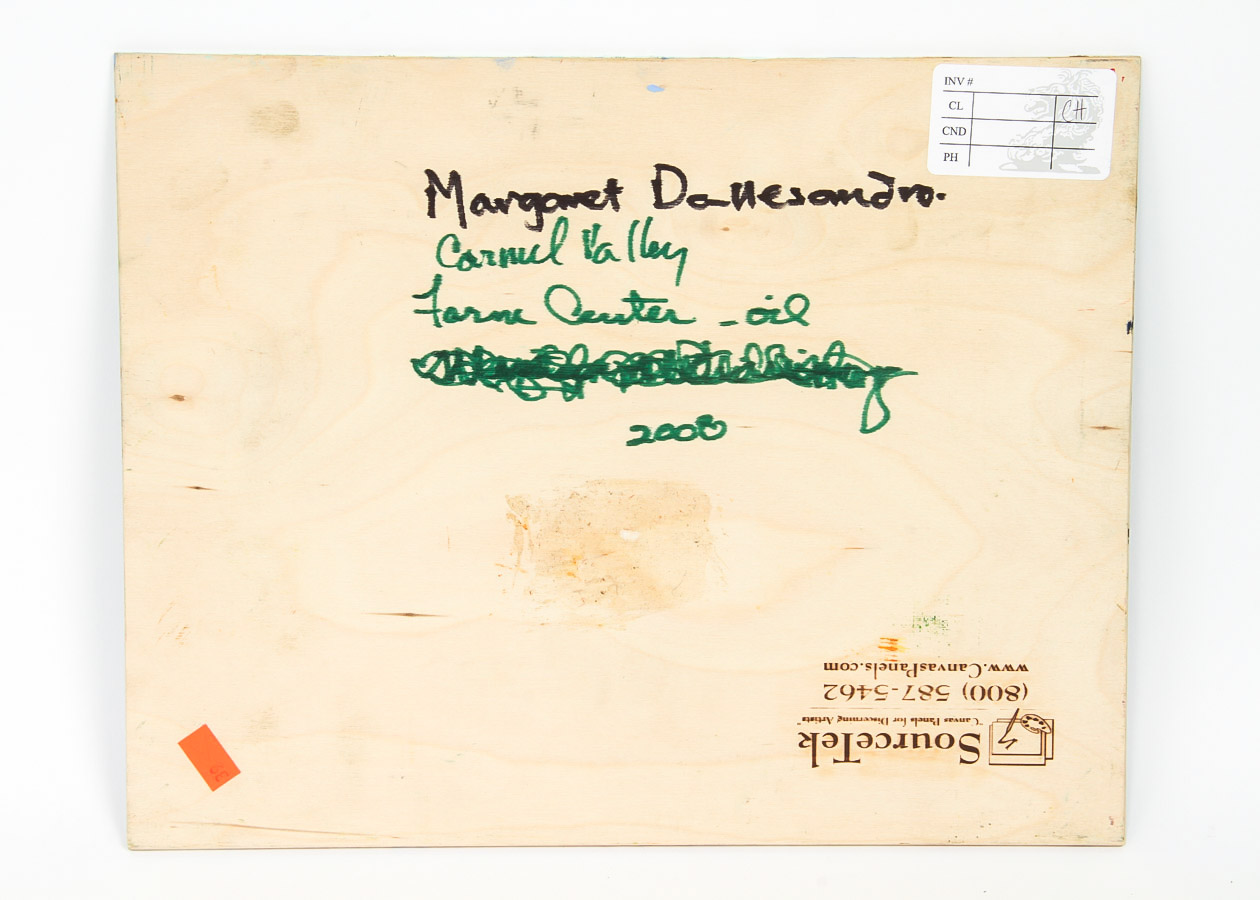 INV #
CL
CH
CND
PH
Margaret Dallesandro.
Carmel Valley
Farm Center - oil
2008
www.CanvasPanels.com
(800) 587-5462
"Canvas Panels for Discerning Artists"
SourceTek